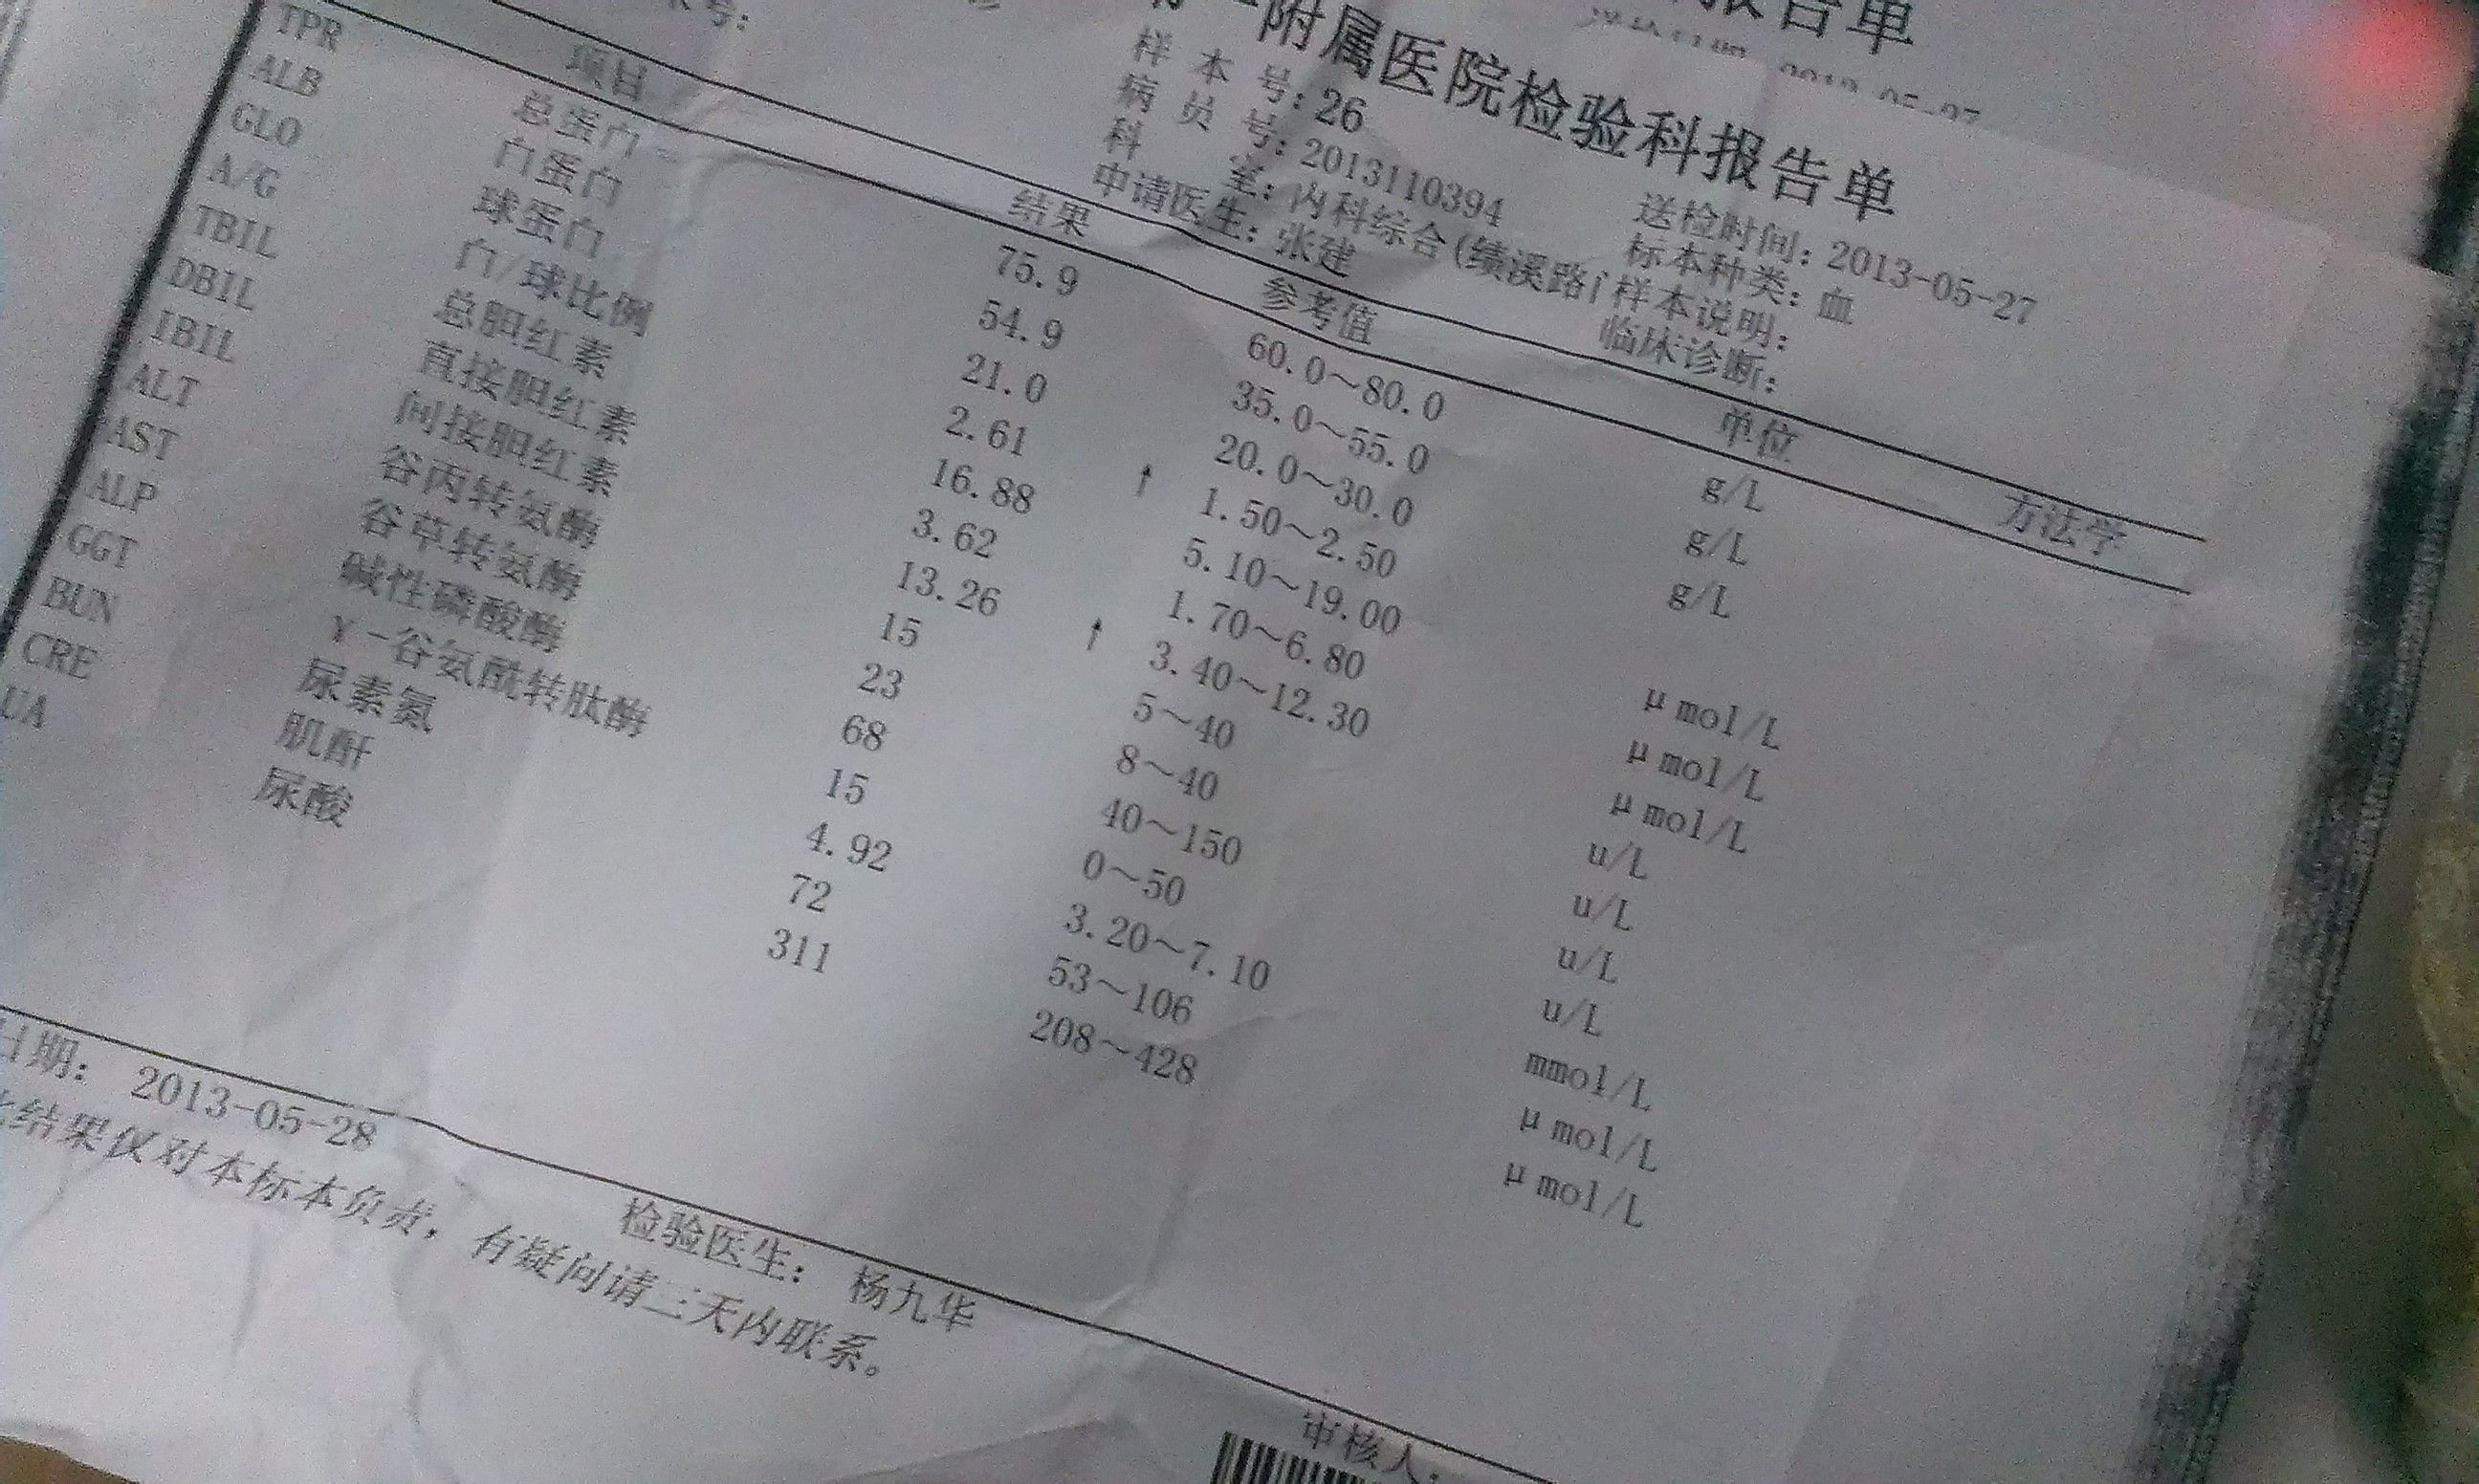 报告单
2013-05-27
附属医院检验科报告单
号:
样本号: 26
病员号: 2013110394 送检时间: 2013-05-27
科室: 内科综合(绩溪路门 标本种类: 血
申请医生: 张建 样本说明:
临床诊断:
项目 结果 参考值 单位 方法学
TPR 总蛋白 75.9 60.0~80.0 g/L
ALB 白蛋白 54.9 35.0~55.0 g/L
GLO 球蛋白 21.0 20.0~30.0 g/L
A/G 白/球比例 2.61 ↑ 1.50~2.50
TBIL 总胆红素 16.88 5.10~19.00 μmol/L
DBIL 直接胆红素 3.62 1.70~6.80 μmol/L
IBIL 间接胆红素 13.26 ↑ 3.40~12.30 μmol/L
ALT 谷丙转氨酶 15 5~40 u/L
AST 谷草转氨酶 23 8~40 u/L
ALP 碱性磷酸酶 68 40~150 u/L
GGT γ-谷氨酰转肽酶 15 0~50 u/L
BUN 尿素氮 4.92 3.20~7.10 mmol/L
CRE 肌酐 72 53~106 μmol/L
UA 尿酸 311 208~428 μmol/L
日期: 2013-05-28 检验医生: 杨九华 审核人:
结果仅对本标本负责，有疑问请三天内联系。